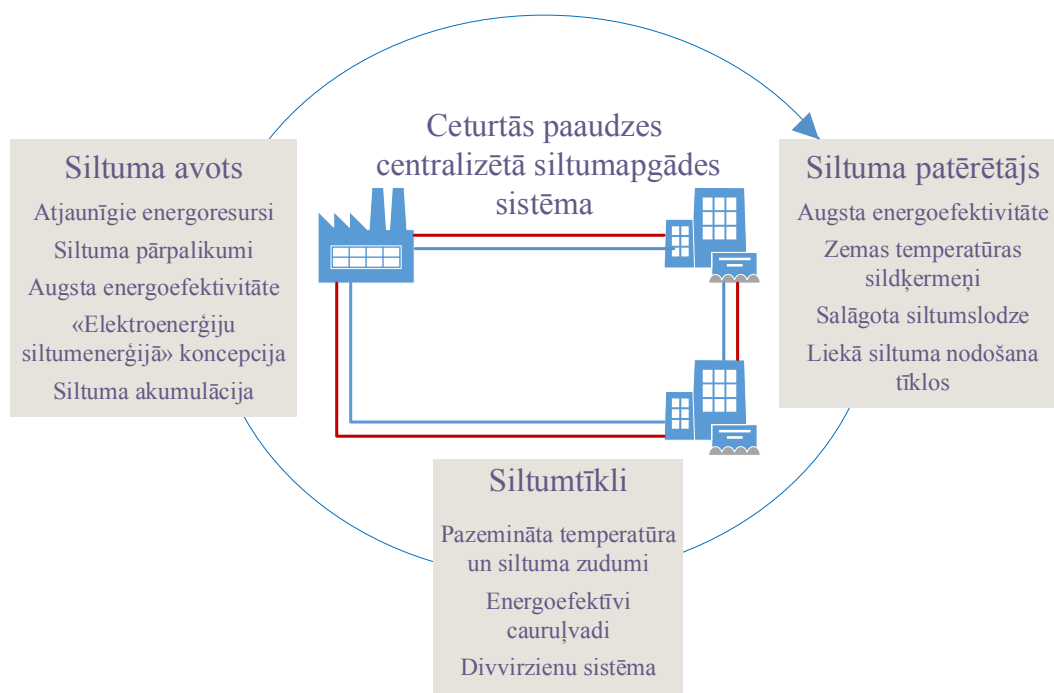 Ceturtās paaudzes
centralizētā siltumapgādes
sistēma
Siltuma avots
Atjaunīgie energoresursi
Siltuma pārpalikumi
Augsta energoefektivitāte
«Elektroenerģiju
siltumenerģijā» koncepcija
Siltuma akumulācija
Siltuma patērētājs
Augsta energoefektivitāte
Zemas temperatūras
sildķermeņi
Salāgota siltumslodze
Liekā siltuma nodošana
tīklos
Siltumtīkli
Pazemināta temperatūra
un siltuma zudumi
Energoefektīvi
cauruļvadi
Divvirzienu sistēma